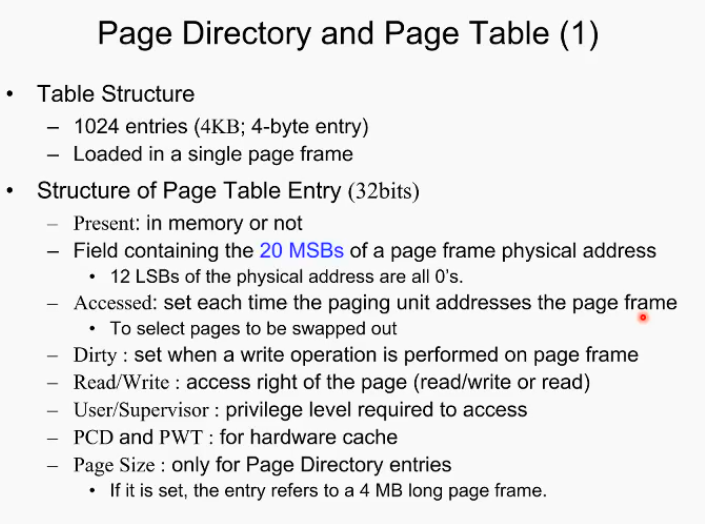 Page Directory and Page Table (1)
• Table Structure
– 1024 entries (4KB; 4-byte entry)
– Loaded in a single page frame
• Structure of Page Table Entry (32bits)
– Present: in memory or not
– Field containing the 20 MSBs of a page frame physical address
• 12 LSBs of the physical address are all 0's.
– Accessed: set each time the paging unit addresses the page frame
• To select pages to be swapped out
– Dirty : set when a write operation is performed on page frame
– Read/Write : access right of the page (read/write or read)
– User/Supervisor : privilege level required to access
– PCD and PWT : for hardware cache
– Page Size : only for Page Directory entries
• If it is set, the entry refers to a 4 MB long page frame.